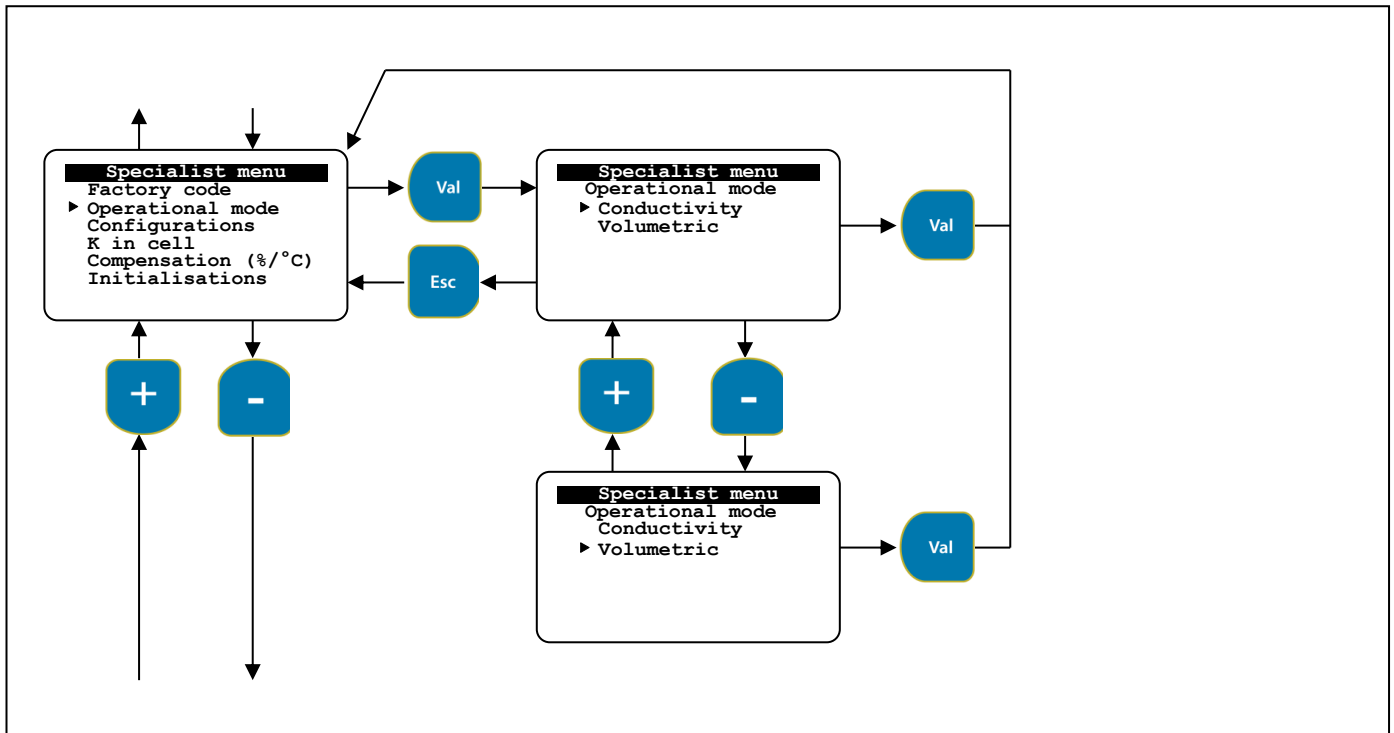 Specialist menu
Factory code
Operational mode
Configurations
K in cell
Compensation (%/°C)
Initialisations
Val
Esc
Specialist menu
Operational mode
Conductivity
Volumetric
Val
+
-
+
-
Specialist menu
Operational mode
Conductivity
Volumetric
Val